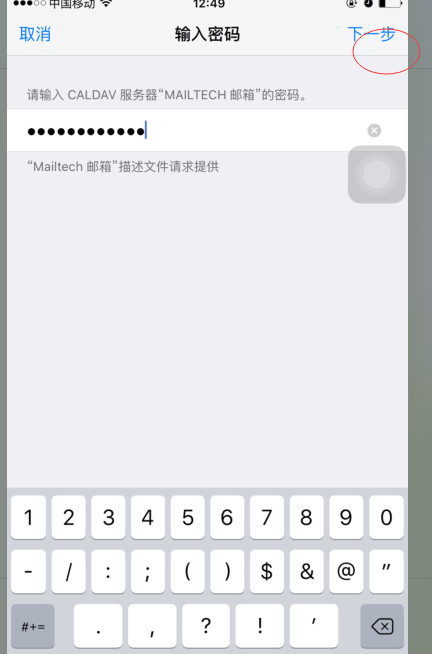 中国移动 12:49
取消 输入密码 下一步
请输入 CALDAV 服务器“MAILTECH 邮箱”的密码。
●●●●●●●●●●●●
“Mailtech 邮箱”描述文件请求提供
1 2 3 4 5 6 7 8 9 0
- / : ; ( ) $ & @ "
#+= . , ? ! ′